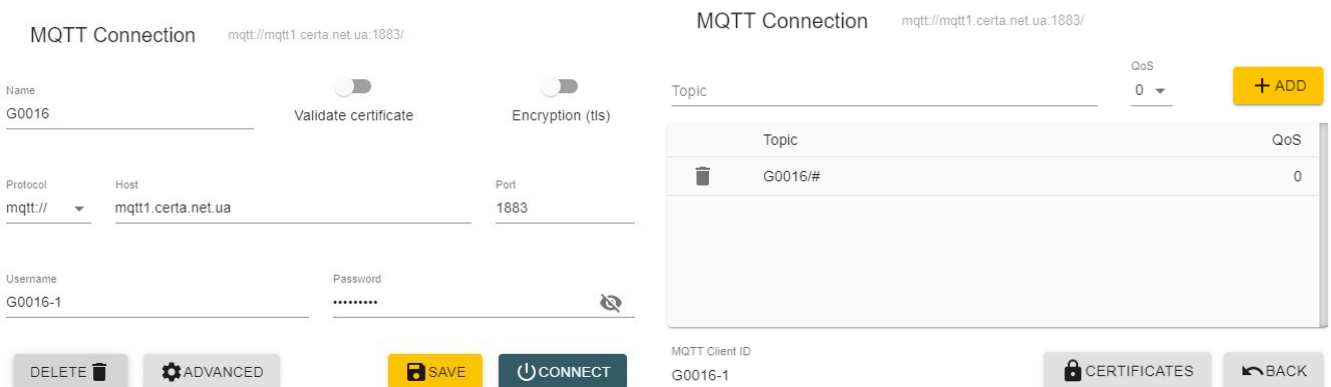 MQTT Connection mqtt://mqtt1.certa.net.ua:1883/
Name
G0016
Validate certificate
Encryption (tls)
Protocol Host Port
mqtt:// mqtt1.certa.net.ua 1883
Username Password
G0016-1 •••••••••
DELETE ADVANCED SAVE CONNECT
MQTT Connection mqtt://mqtt1.certa.net.ua:1883/
Topic
QoS
0
+ ADD
Topic QoS
G0016/# 0
MQTT Client ID
G0016-1
CERTIFICATES BACK